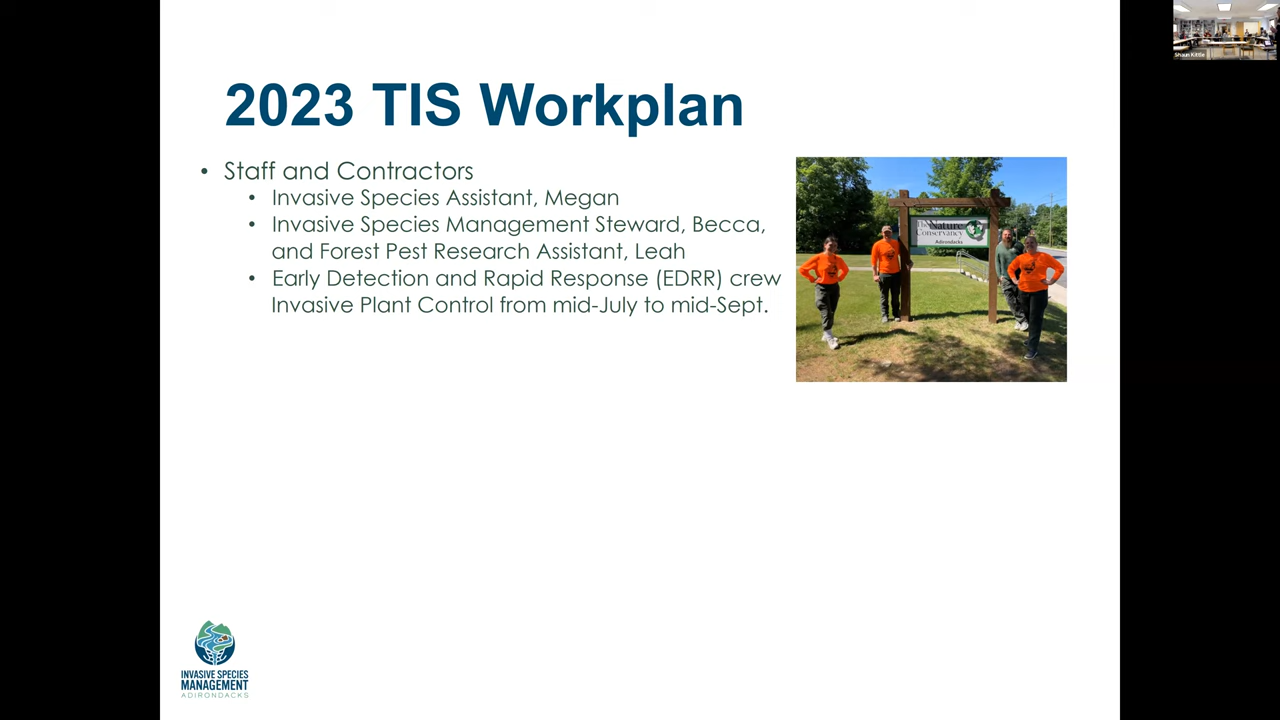 2023 TIS Workplan
• Staff and Contractors
• Invasive Species Assistant, Megan
• Invasive Species Management Steward, Becca,
and Forest Pest Research Assistant, Leah
• Early Detection and Rapid Response (EDRR) crew
Invasive Plant Control from mid-July to mid-Sept.
The Nature
Conservancy
Adirondacks
INVASIVE SPECIES
MANAGEMENT
ADIRONDACKS
Shaun Kittle